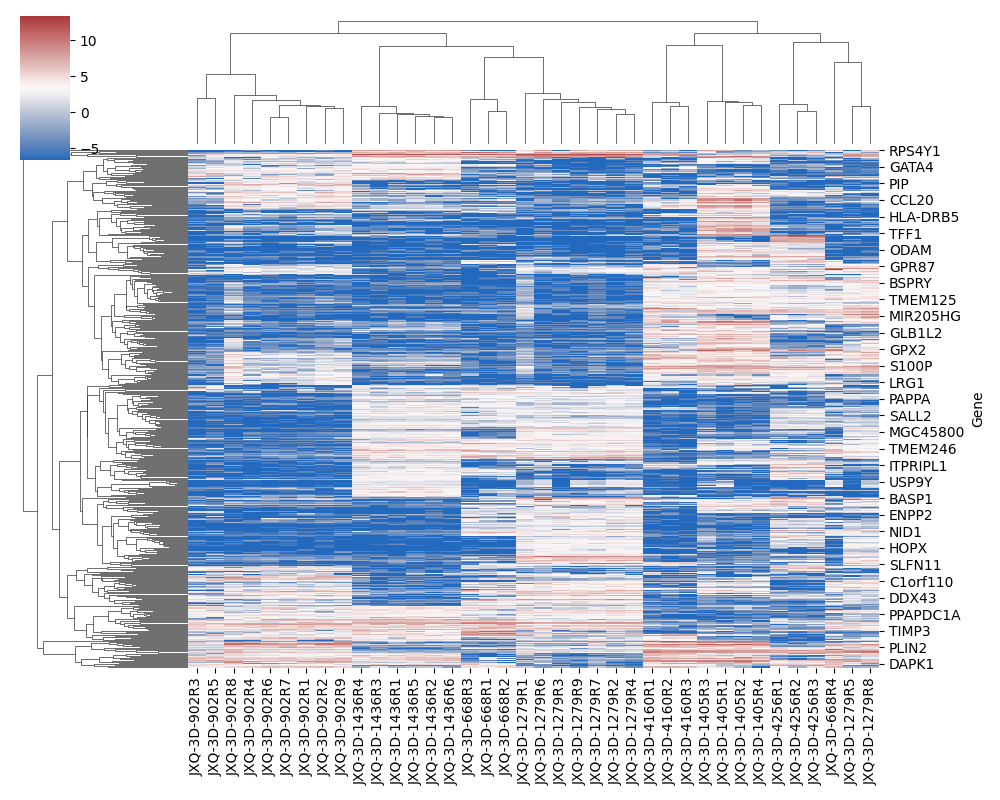 10
5
0
−5
RPS4Y1
GATA4
PIP
CCL20
HLA-DRB5
TFF1
ODAM
GPR87
BSPRY
TMEM125
MIR205HG
GLB1L2
GPX2
S100P
LRG1
PAPPA
SALL2
MGC45800
TMEM246
ITPRIPL1
USP9Y
BASP1
ENPP2
NID1
HOPX
SLFN11
C1orf110
DDX43
PPAPDC1A
TIMP3
PLIN2
DAPK1
Gene
JXQ-3D-902R3
JXQ-3D-902R5
JXQ-3D-902R8
JXQ-3D-902R4
JXQ-3D-902R6
JXQ-3D-902R7
JXQ-3D-902R1
JXQ-3D-902R2
JXQ-3D-902R9
JXQ-3D-1436R4
JXQ-3D-1436R3
JXQ-3D-1436R1
JXQ-3D-1436R5
JXQ-3D-1436R2
JXQ-3D-1436R6
JXQ-3D-668R3
JXQ-3D-668R1
JXQ-3D-668R2
JXQ-3D-1279R1
JXQ-3D-1279R6
JXQ-3D-1279R3
JXQ-3D-1279R9
JXQ-3D-1279R7
JXQ-3D-1279R2
JXQ-3D-1279R4
JXQ-3D-4160R1
JXQ-3D-4160R2
JXQ-3D-4160R3
JXQ-3D-1405R1
JXQ-3D-1405R3
JXQ-3D-1405R2
JXQ-3D-1405R4
JXQ-3D-4256R1
JXQ-3D-4256R2
JXQ-3D-4256R3
JXQ-3D-668R4
JXQ-3D-1279R5
JXQ-3D-1279R8